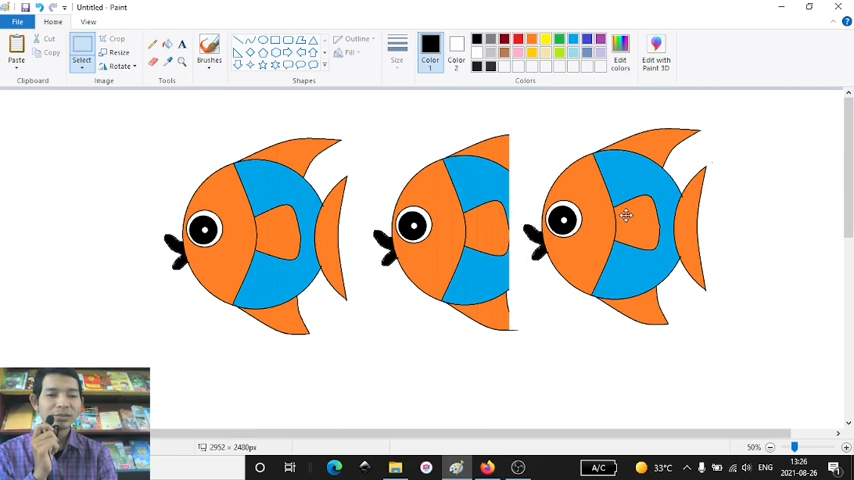 Untitled - Paint
File Home View
Paste
Cut
Copy
Clipboard
Select
Crop
Resize
Rotate
Image
Tools
Brushes
Shapes
Outline
Fill
Size
Color 1
Color 2
Colors
Edit colors
Edit with Paint 3D
2952 × 2480px
50%
A/C
33°C
ENG
13:26
2021-08-26